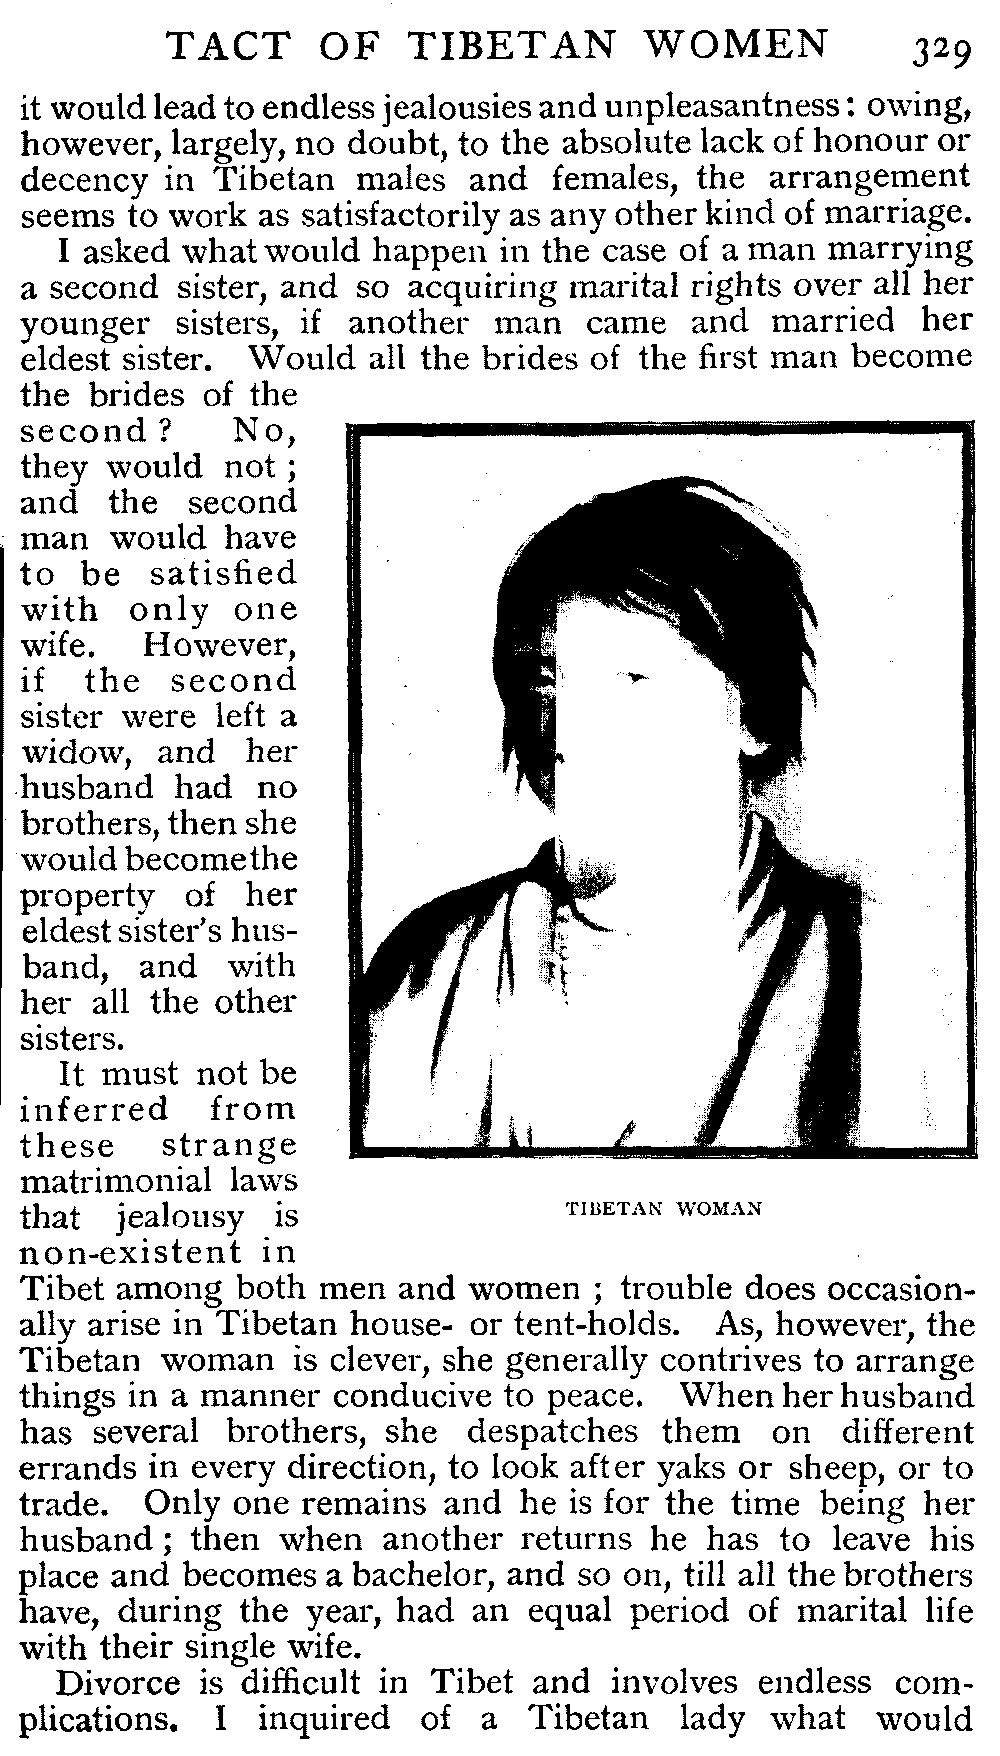 TACT OF TIBETAN WOMEN 329
it would lead to endless jealousies and unpleasantness: owing,
however, largely, no doubt, to the absolute lack of honour or
decency in Tibetan males and females, the arrangement
seems to work as satisfactorily as any other kind of marriage.
I asked what would happen in the case of a man marrying
a second sister, and so acquiring marital rights over all her
younger sisters, if another man came and married her
eldest sister. Would all the brides of the first man become
the brides of the
second? No,
they would not;
and the second
man would have
to be satisfied
with only one
wife. However,
if the second
sister were left a
widow, and her
husband had no
brothers, then she
would become the
property of her
eldest sister's hus-
band, and with
her all the other
sisters.
It must not be
inferred from
these strange
matrimonial laws
that jealousy is
non-existent in
TIBETAN WOMAN
Tibet among both men and women; trouble does occasion-
ally arise in Tibetan house- or tent-holds. As, however, the
Tibetan woman is clever, she generally contrives to arrange
things in a manner conducive to peace. When her husband
has several brothers, she despatches them on different
errands in every direction, to look after yaks or sheep, or to
trade. Only one remains and he is for the time being her
husband; then when another returns he has to leave his
place and becomes a bachelor, and so on, till all the brothers
have, during the year, had an equal period of marital life
with their single wife.
Divorce is difficult in Tibet and involves endless com-
plications. I inquired of a Tibetan lady what would